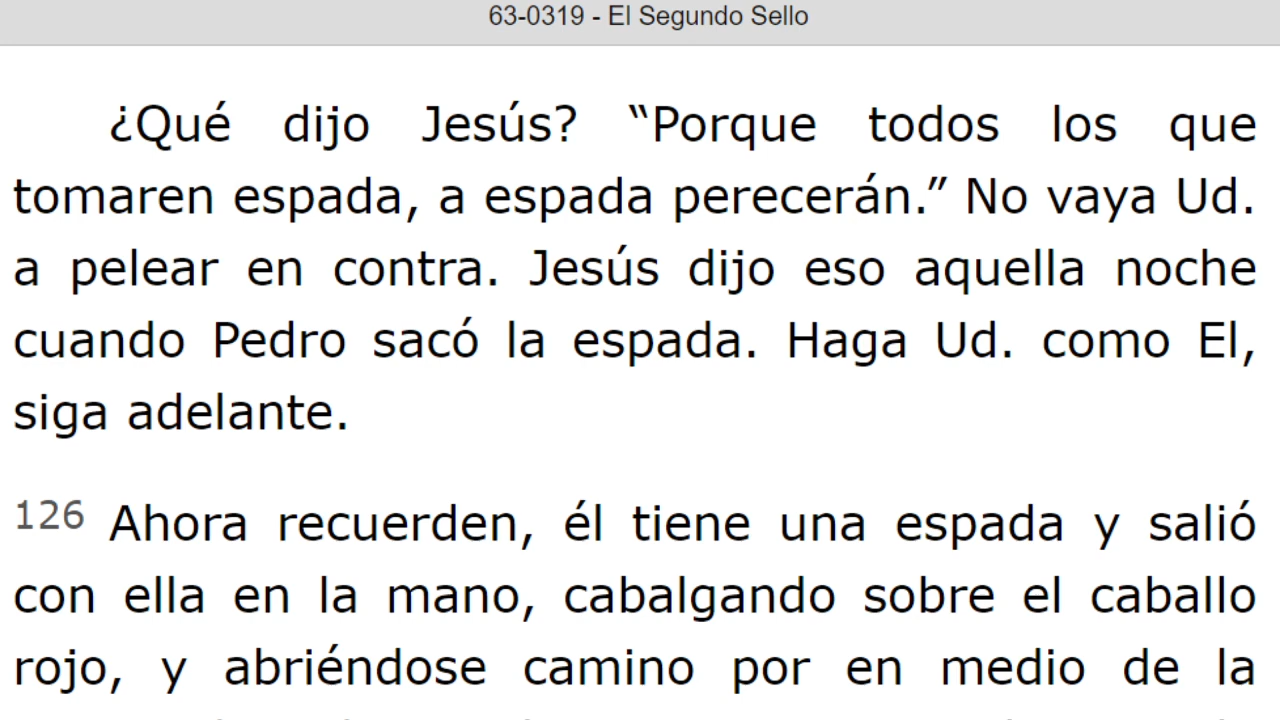 63-0319 - El Segundo Sello
¿Qué dijo Jesús? “Porque todos los que
tomaren espada, a espada perecerán.” No vaya Ud.
a pelear en contra. Jesús dijo eso aquella noche
cuando Pedro sacó la espada. Haga Ud. como El,
siga adelante.
126 Ahora recuerden, él tiene una espada y salió
con ella en la mano, cabalgando sobre el caballo
rojo, y abriéndose camino por en medio de la